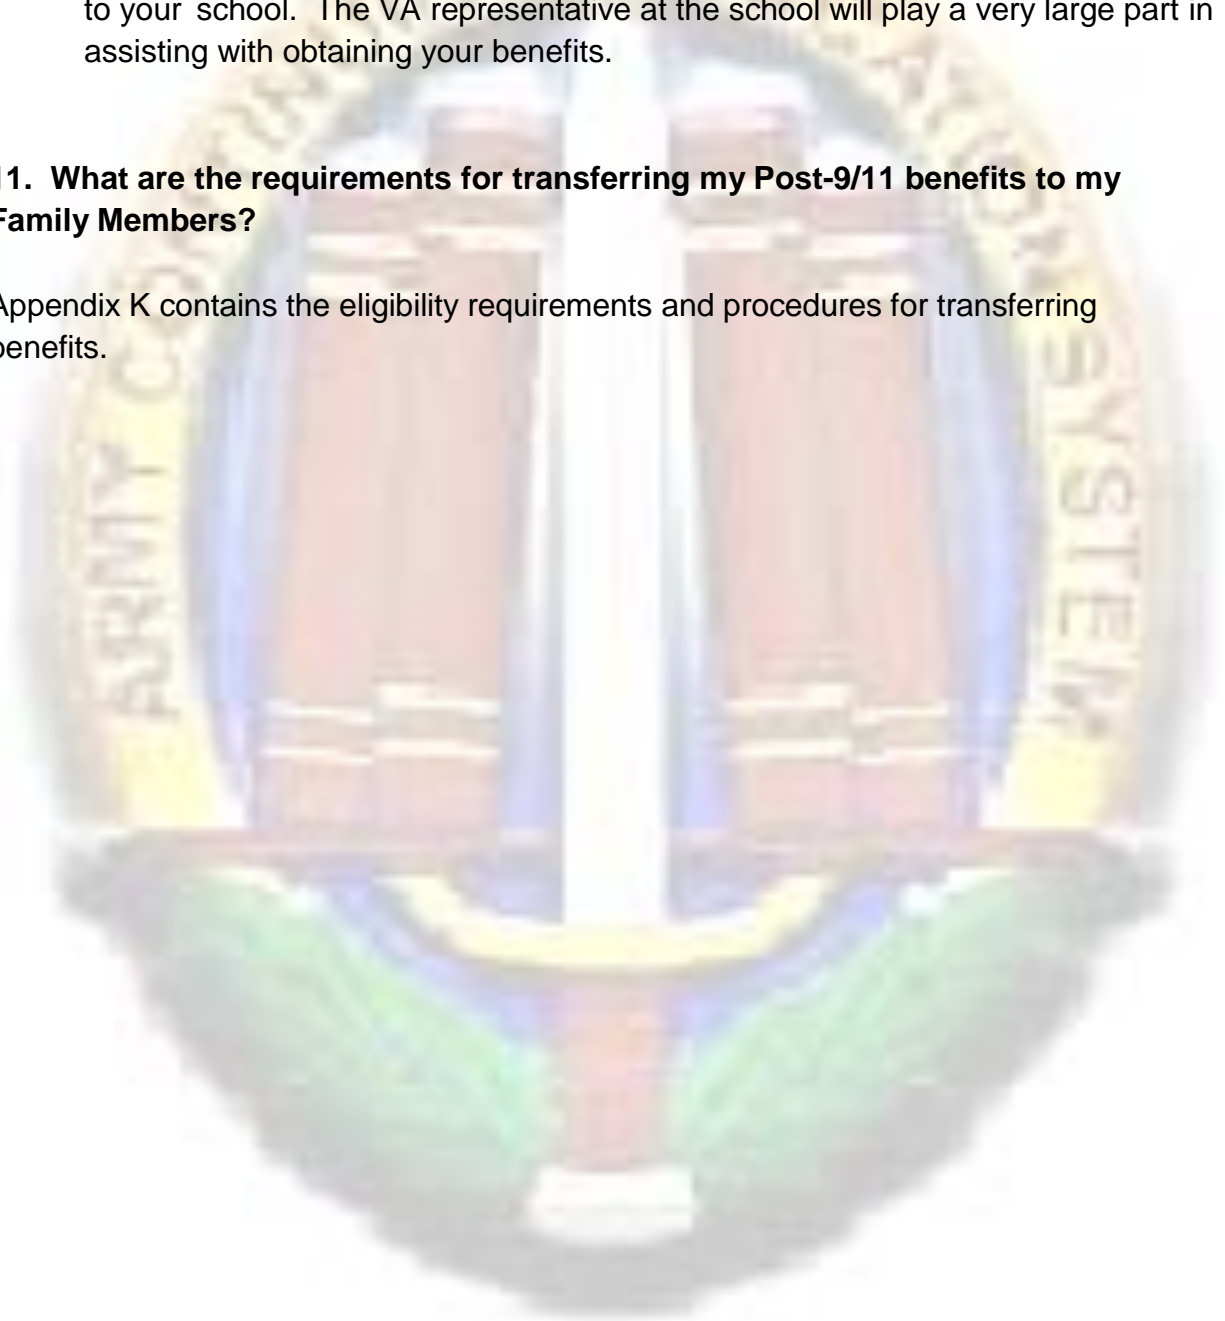 to your school. The VA representative at the school will play a very large part in
assisting with obtaining your benefits.
11. What are the requirements for transferring my Post-9/11 benefits to my
Family Members?
Appendix K contains the eligibility requirements and procedures for transferring
benefits.
ARMY
SYSTEM